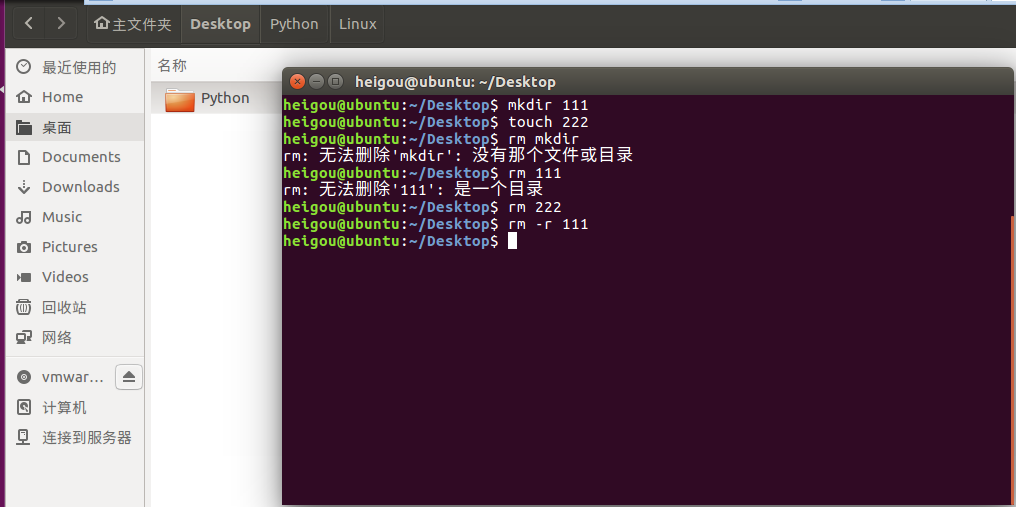 主文件夹 Desktop Python Linux
最近使用的
Home
桌面
Documents
Downloads
Music
Pictures
Videos
回收站
网络
vmwar...
计算机
连接到服务器
名称
Python
heigou@ubuntu: ~/Desktop
heigou@ubuntu:~/Desktop$ mkdir 111
heigou@ubuntu:~/Desktop$ touch 222
heigou@ubuntu:~/Desktop$ rm mkdir
rm: 无法删除'mkdir': 没有那个文件或目录
heigou@ubuntu:~/Desktop$ rm 111
rm: 无法删除'111': 是一个目录
heigou@ubuntu:~/Desktop$ rm 222
heigou@ubuntu:~/Desktop$ rm -r 111
heigou@ubuntu:~/Desktop$